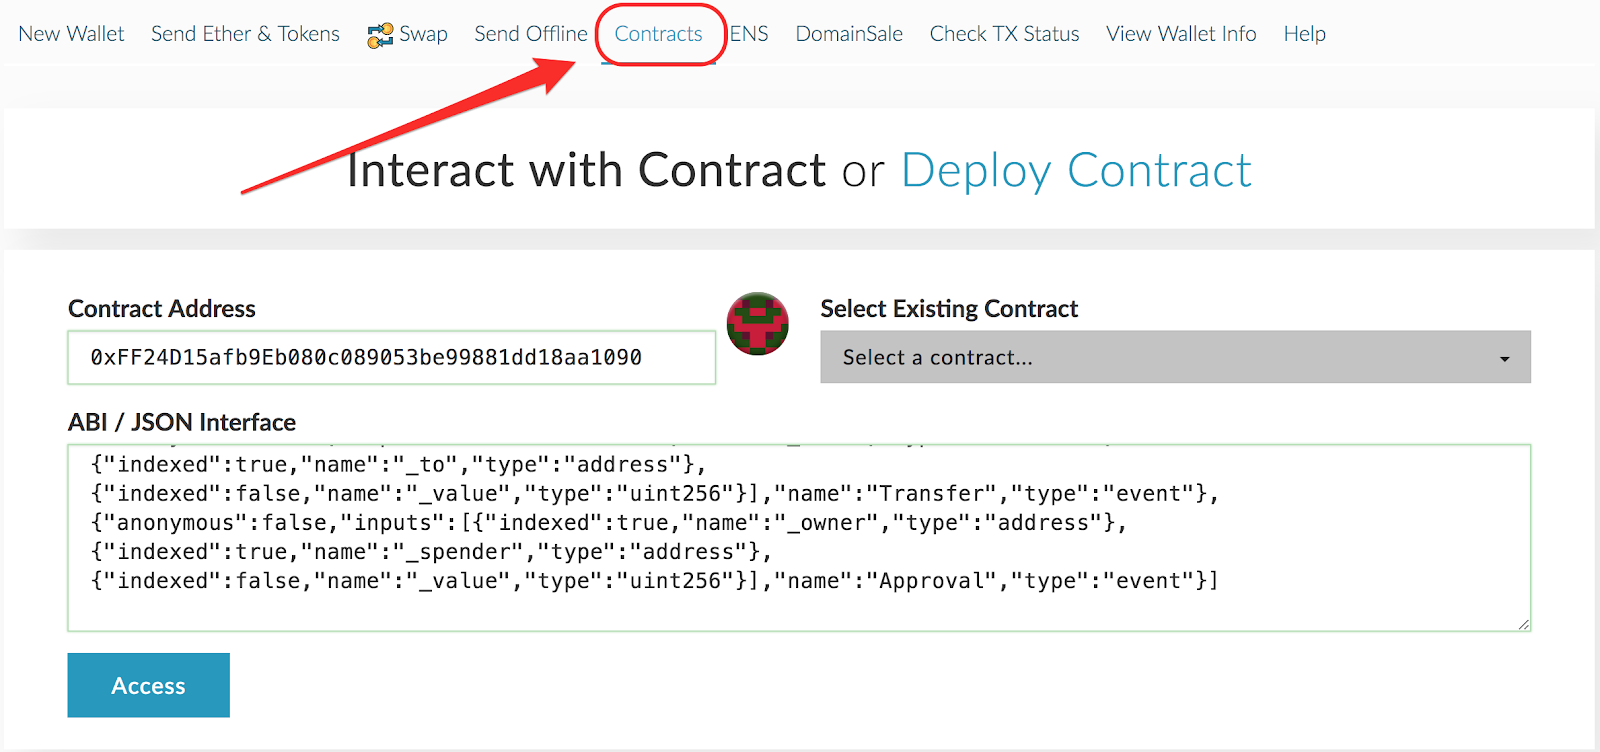 New Wallet Send Ether & Tokens Swap Send Offline Contracts ENS DomainSale Check TX Status View Wallet Info Help
Interact with Contract or Deploy Contract
Contract Address
Select Existing Contract
0xFF24D15afb9Eb080c089053be99881dd18aa1090
Select a contract...
ABI / JSON Interface
{"indexed":true,"name":"_to","type":"address"},
{"indexed":false,"name":"_value","type":"uint256"}],"name":"Transfer","type":"event"},
{"anonymous":false,"inputs":[{"indexed":true,"name":"_owner","type":"address"},
{"indexed":true,"name":"_spender","type":"address"},
{"indexed":false,"name":"_value","type":"uint256"}],"name":"Approval","type":"event"}]
Access